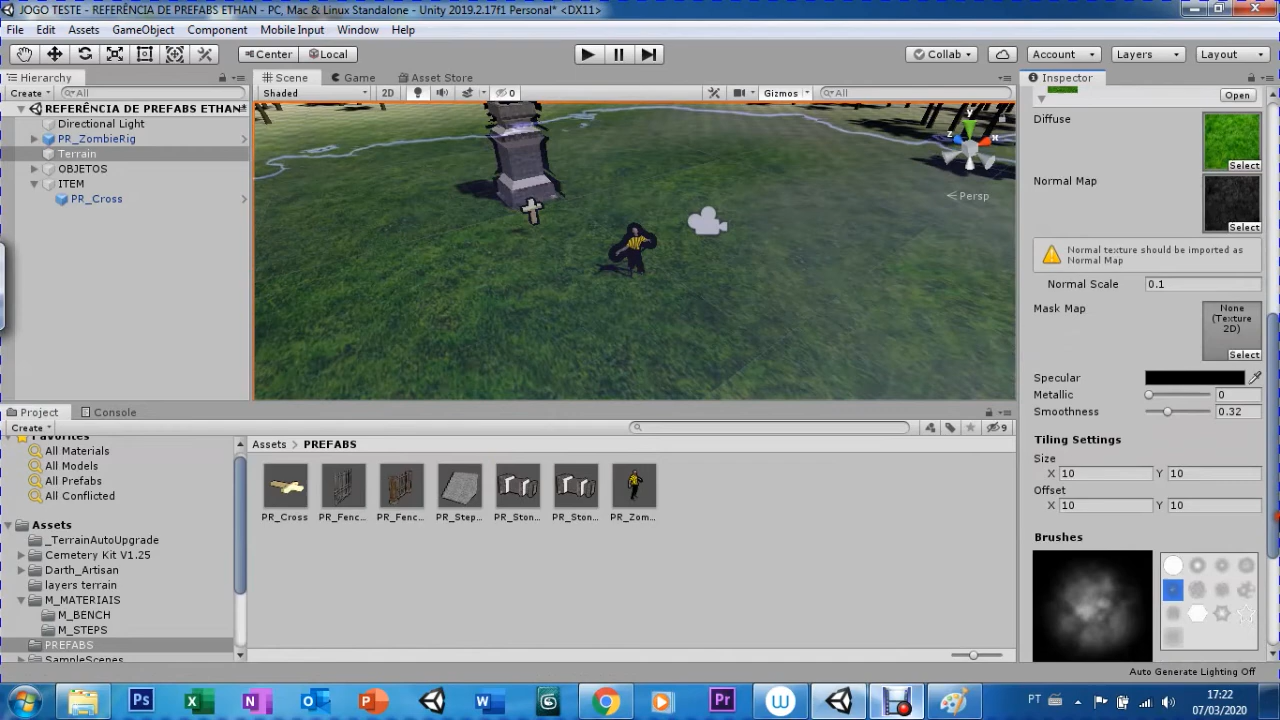 JOGO TESTE - REFERÊNCIA DE PREFABS ETHAN - PC, Mac & Linux Standalone - Unity 2019.2.17f1 Personal* <DX11>
File Edit Assets GameObject Component Mobile Input Window Help
Center Local Collab Account Layers Layout
Hierarchy Scene Game Asset Store Inspector
Create All Shaded 2D 0 Gizmos All Open
REFERÊNCIA DE PREFABS ETHAN*
Directional Light
PR_ZombieRig
Terrain
OBJETOS
ITEM
PR_Cross
y
z
x
Persp
Diffuse
Select
Normal Map
Select
Normal texture should be imported as
Normal Map
Normal Scale 0.1
Mask Map None
(Texture
2D)
Select
Specular
Metallic 0
Smoothness 0.32
Tiling Settings
Size
X 10 Y 10
Offset
X 10 Y 10
Brushes
Project Console
Create 9
Favorites
All Materials
All Models
All Prefabs
All Conflicted
Assets
_TerrainAutoUpgrade
Cemetery Kit V1.25
Darth_Artisan
layers terrain
M_MATERIAIS
M_BENCH
M_STEPS
PREFABS
SampleScenes
Assets > PREFABS
PR_Cross PR_Fenc... PR_Fenc... PR_Step... PR_Ston... PR_Ston... PR_Zom...
Auto Generate Lighting Off
Ps X N O P W S Pr W
PT 17:22
07/03/2020